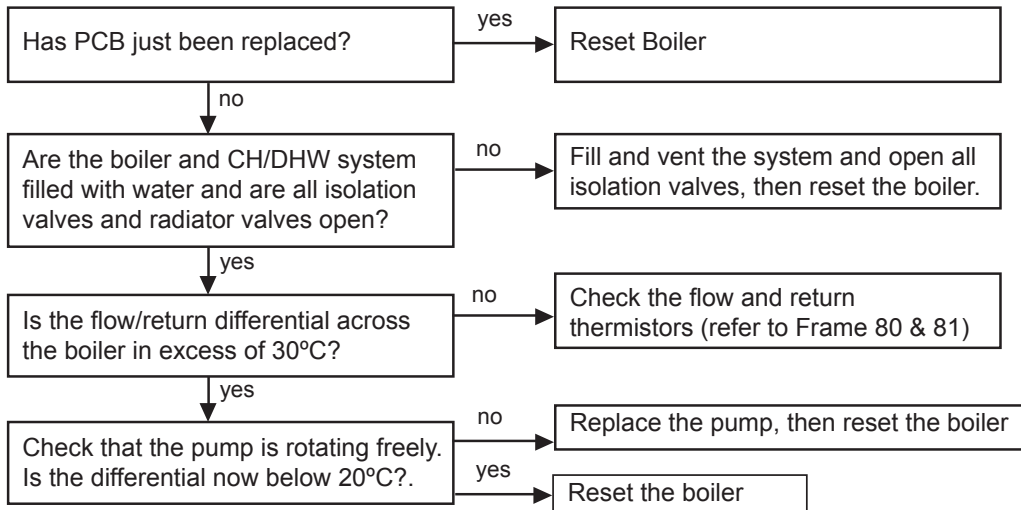 Has PCB just been replaced?
yes
Reset Boiler
no
Are the boiler and CH/DHW system
filled with water and are all isolation
valves and radiator valves open?
no
Fill and vent the system and open all
isolation valves, then reset the boiler.
yes
Is the flow/return differential across
the boiler in excess of 30ºC?
no
Check the flow and return
thermistors (refer to Frame 80 & 81)
yes
Check that the pump is rotating freely.
Is the differential now below 20ºC?.
no
Replace the pump, then reset the boiler
yes
Reset the boiler